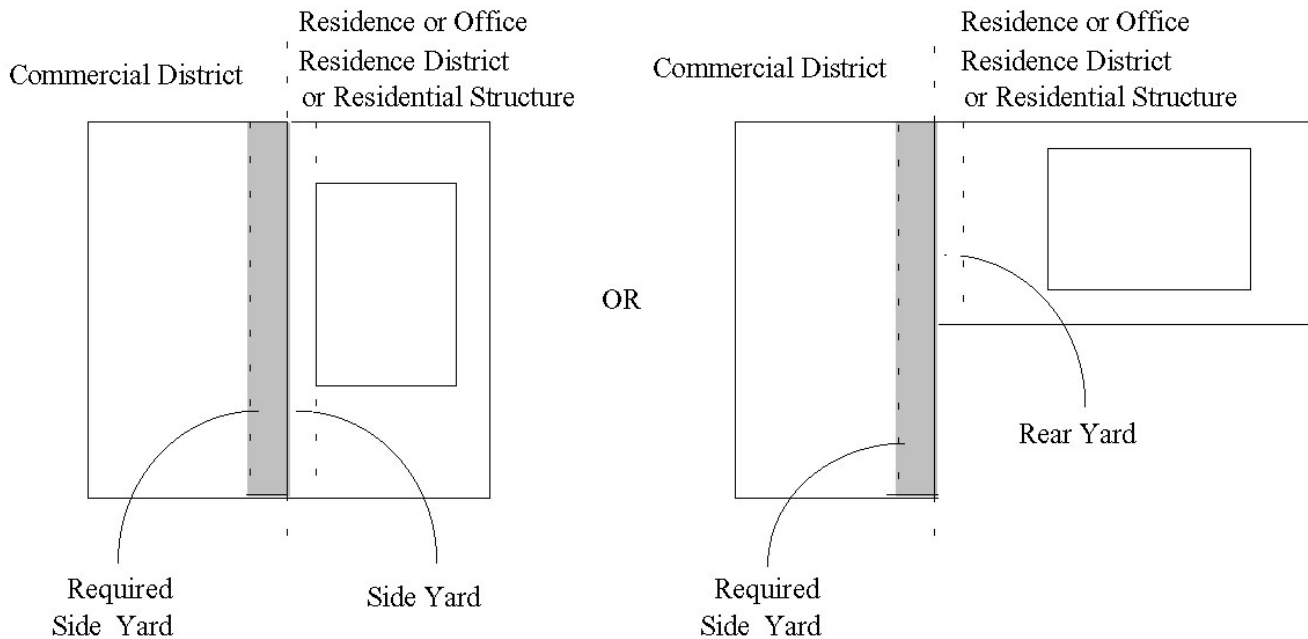 Commercial District
Residence or Office
Residence District
or Residential Structure
Required
Side Yard
Side Yard
OR
Commercial District
Residence or Office
Residence District
or Residential Structure
Rear Yard
Required
Side Yard